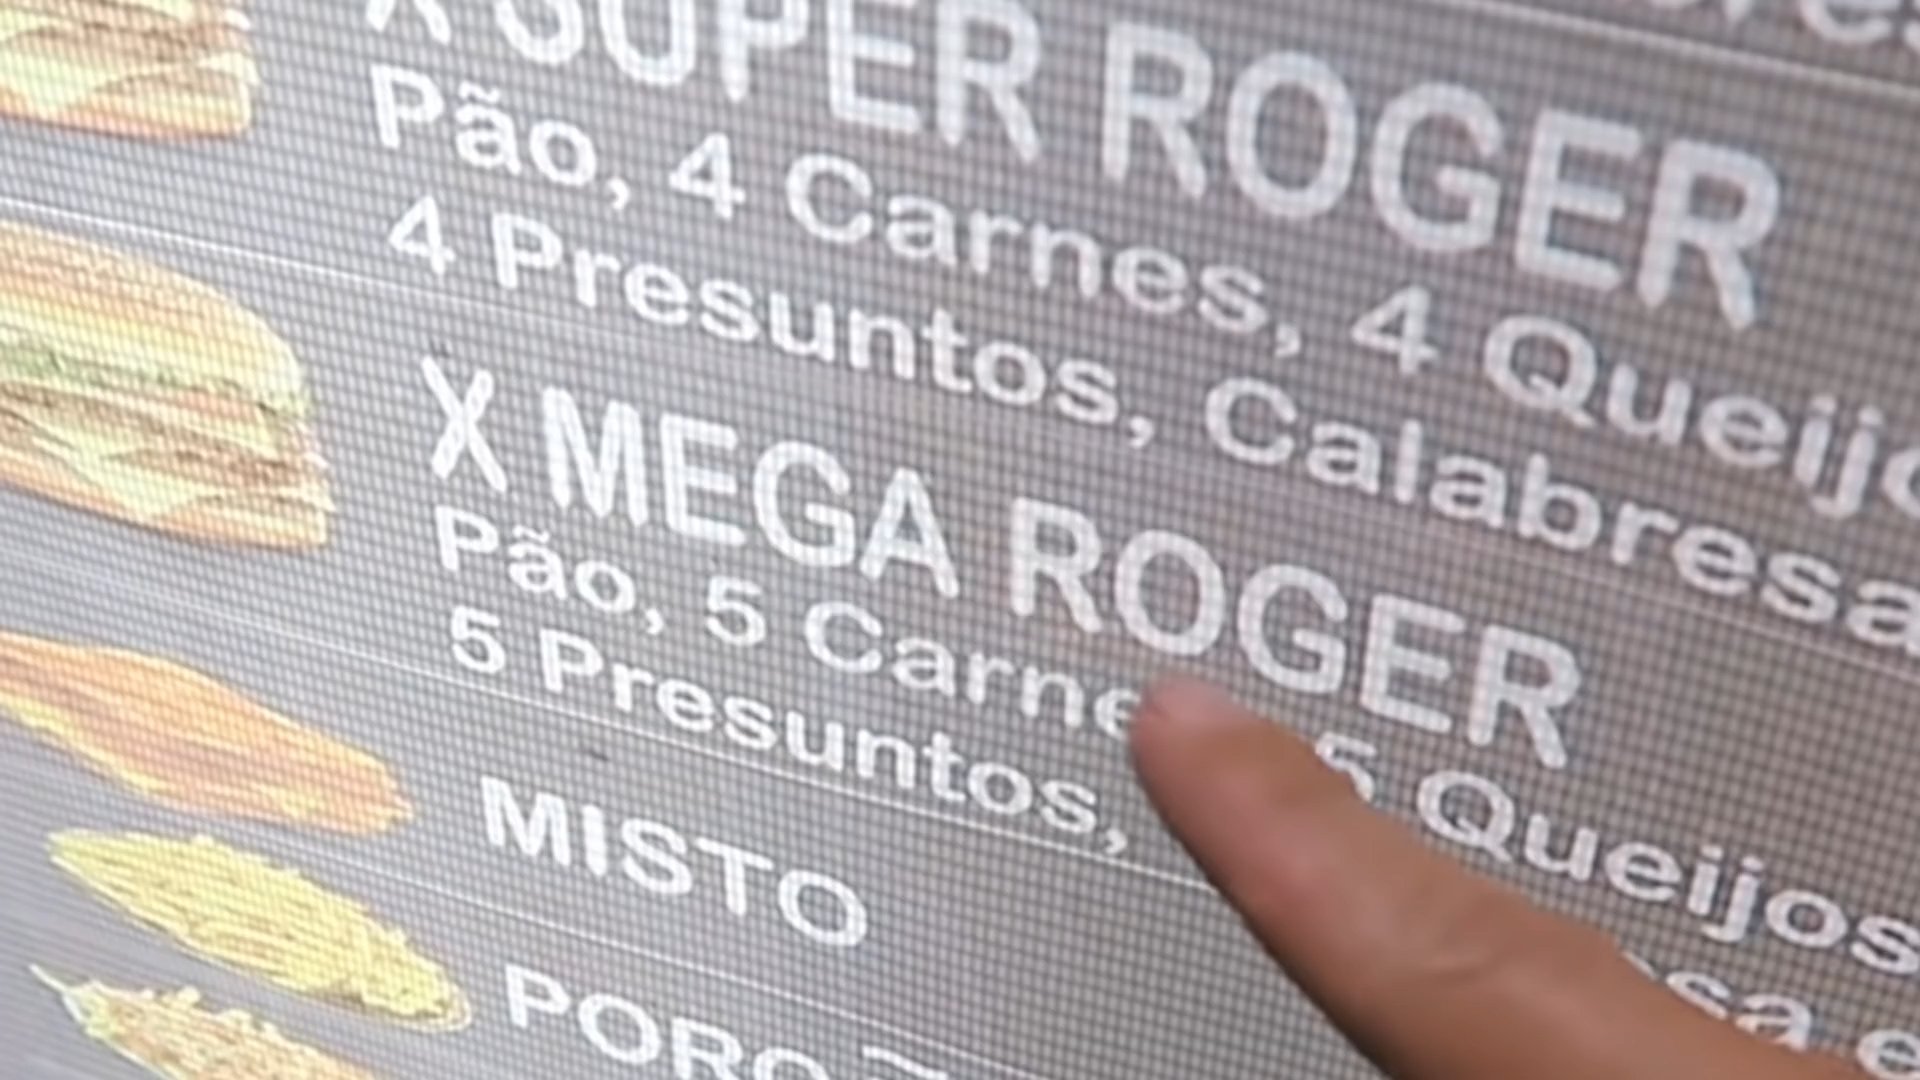 X SUPER ROGER
Pão, 4 Carnes, 4 Queijo
4 Presuntos, Calabresa
X MEGA ROGER
Pão, 5 Carne 5 Queijos
5 Presuntos,
MISTO